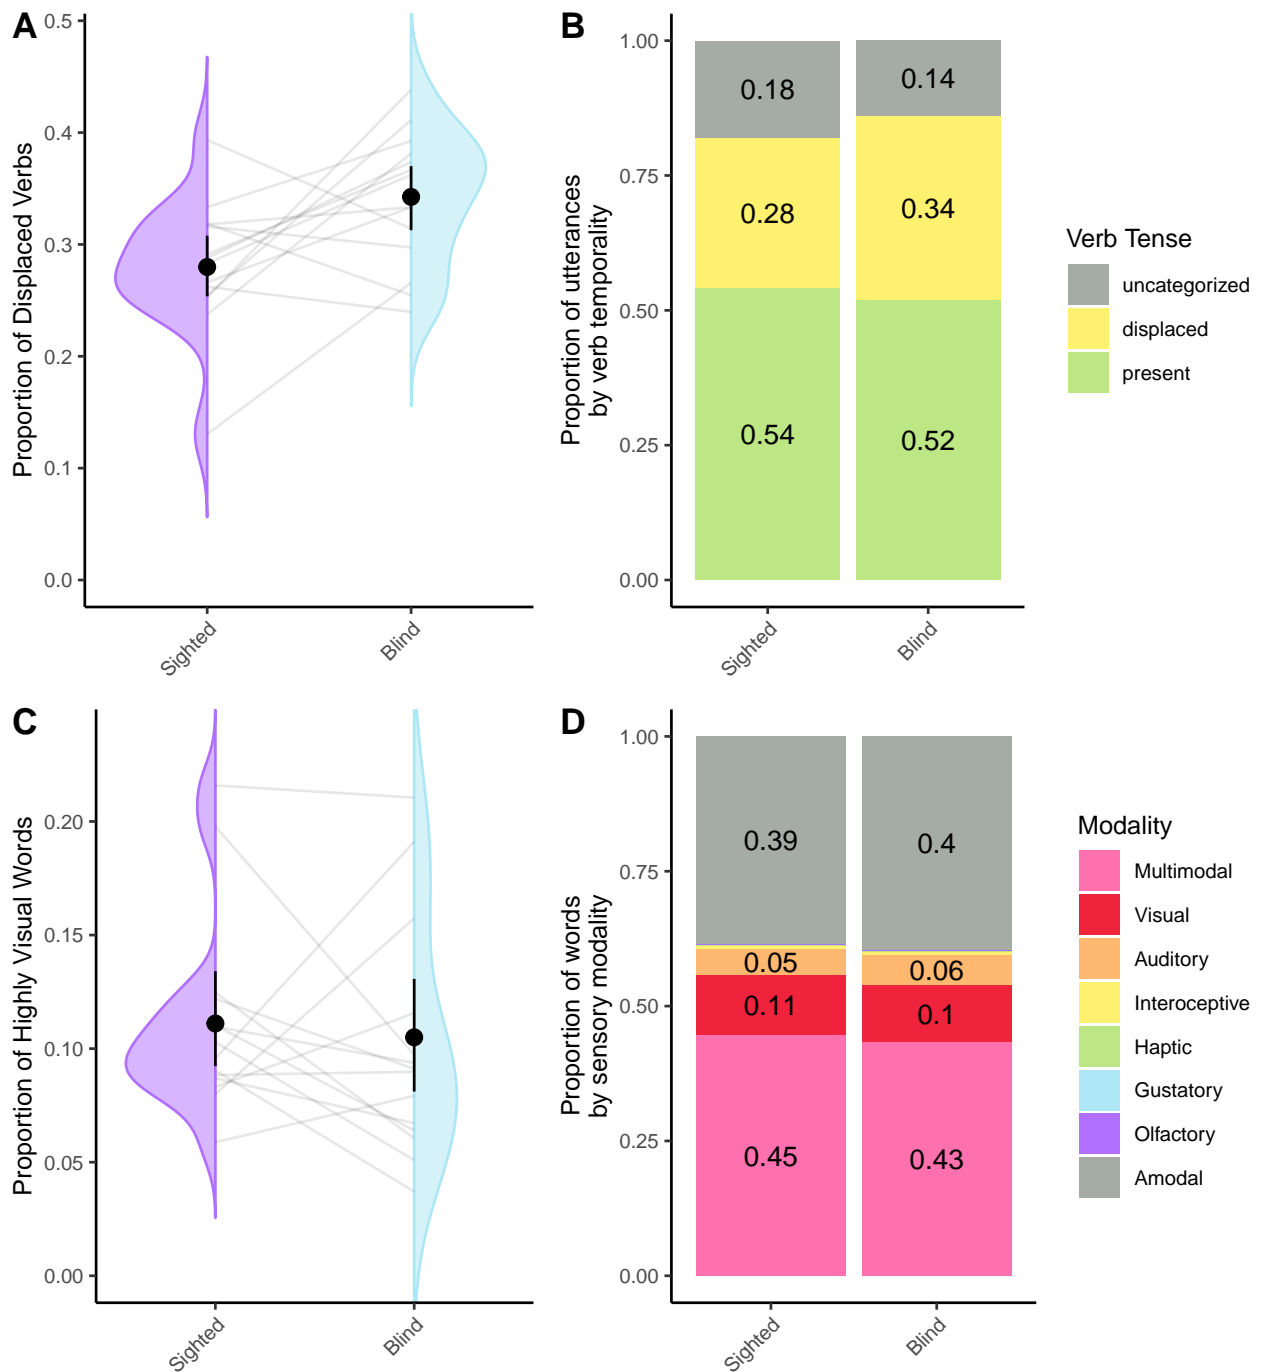 A
Proportion of Displaced Verbs
0.5
0.4
0.3
0.2
0.1
0.0
Sighted
Blind
B
Proportion of utterances
by verb temporality
1.00
0.75
0.50
0.25
0.00
0.18
0.14
0.28
0.34
0.54
0.52
Sighted
Blind
Verb Tense
uncategorized
displaced
present
C
Proportion of Highly Visual Words
0.20
0.15
0.10
0.05
0.00
Sighted
Blind
D
Proportion of words
by sensory modality
1.00
0.75
0.50
0.25
0.00
0.39
0.4
0.05
0.06
0.11
0.1
0.45
0.43
Sighted
Blind
Modality
Multimodal
Visual
Auditory
Interoceptive
Haptic
Gustatory
Olfactory
Amodal